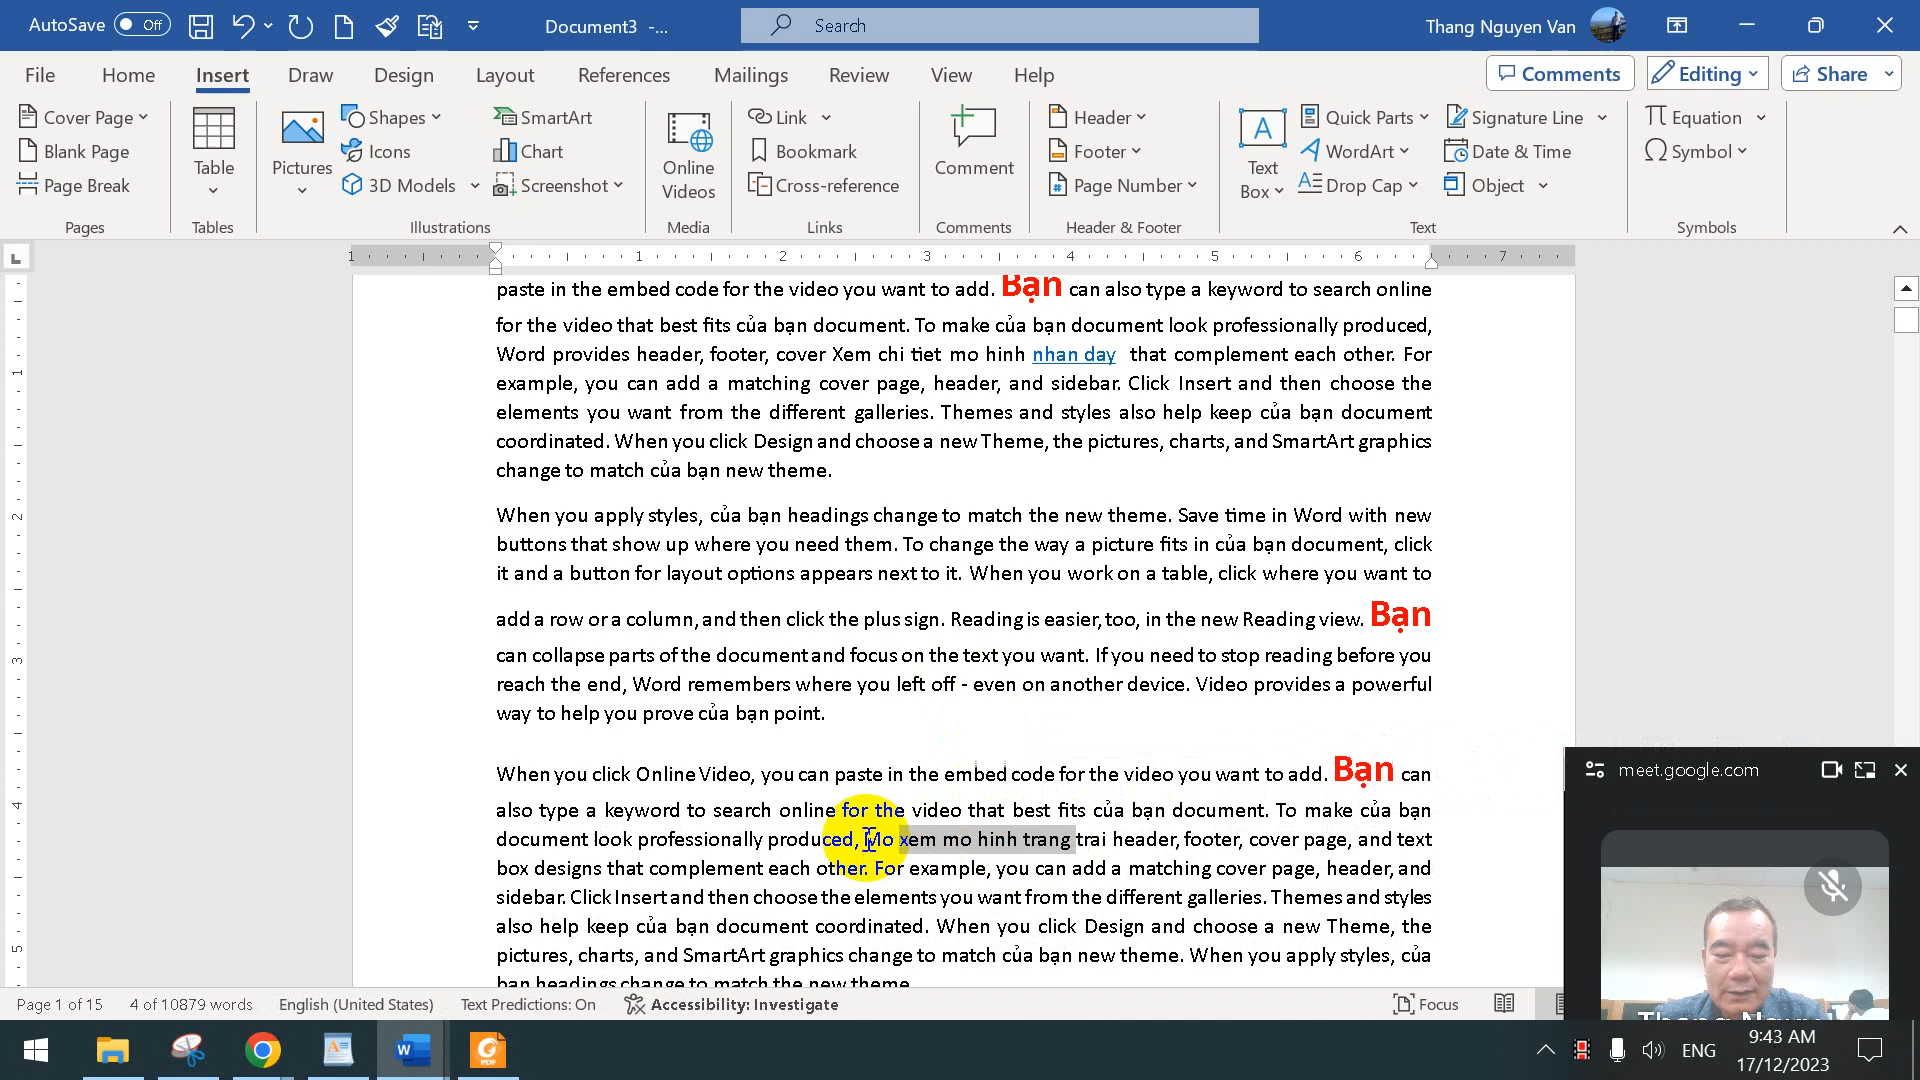 AutoSave Off Document3 -... Search Thang Nguyen Van
File Home Insert Draw Design Layout References Mailings Review View Help Comments Editing Share
Cover Page Shapes SmartArt Link Header Quick Parts Signature Line Equation
Blank Page Icons Chart Bookmark Footer WordArt Date & Time Symbol
Page Break 3D Models Screenshot Cross-reference Page Number Drop Cap Object
Table Pictures Online Videos Comment Text Box
Pages Tables Illustrations Media Links Comments Header & Footer Text Symbols
1 1 2 3 4 5 6 7
paste in the embed code for the video you want to add. Bạn can also type a keyword to search online
for the video that best fits của bạn document. To make của bạn document look professionally produced,
Word provides header, footer, cover Xem chi tiet mo hinh nhan day that complement each other. For
example, you can add a matching cover page, header, and sidebar. Click Insert and then choose the
elements you want from the different galleries. Themes and styles also help keep của bạn document
coordinated. When you click Design and choose a new Theme, the pictures, charts, and SmartArt graphics
change to match của bạn new theme.
When you apply styles, của bạn headings change to match the new theme. Save time in Word with new
buttons that show up where you need them. To change the way a picture fits in của bạn document, click
it and a button for layout options appears next to it. When you work on a table, click where you want to
add a row or a column, and then click the plus sign. Reading is easier, too, in the new Reading view. Bạn
can collapse parts of the document and focus on the text you want. If you need to stop reading before you
reach the end, Word remembers where you left off - even on another device. Video provides a powerful
way to help you prove của bạn point.
When you click Online Video, you can paste in the embed code for the video you want to add. Bạn can
also type a keyword to search online for the video that best fits của bạn document. To make của bạn
document look professionally produced, Mo xem mo hinh trang trai header, footer, cover page, and text
box designs that complement each other. For example, you can add a matching cover page, header, and
sidebar. Click Insert and then choose the elements you want from the different galleries. Themes and styles
also help keep của bạn document coordinated. When you click Design and choose a new Theme, the
pictures, charts, and SmartArt graphics change to match của bạn new theme. When you apply styles, của
bạn headings change to match the new theme.
1
2
3
4
5
meet.google.com
Page 1 of 15 4 of 10879 words English (United States) Text Predictions: On Accessibility: Investigate Focus
ENG 9:43 AM
17/12/2023